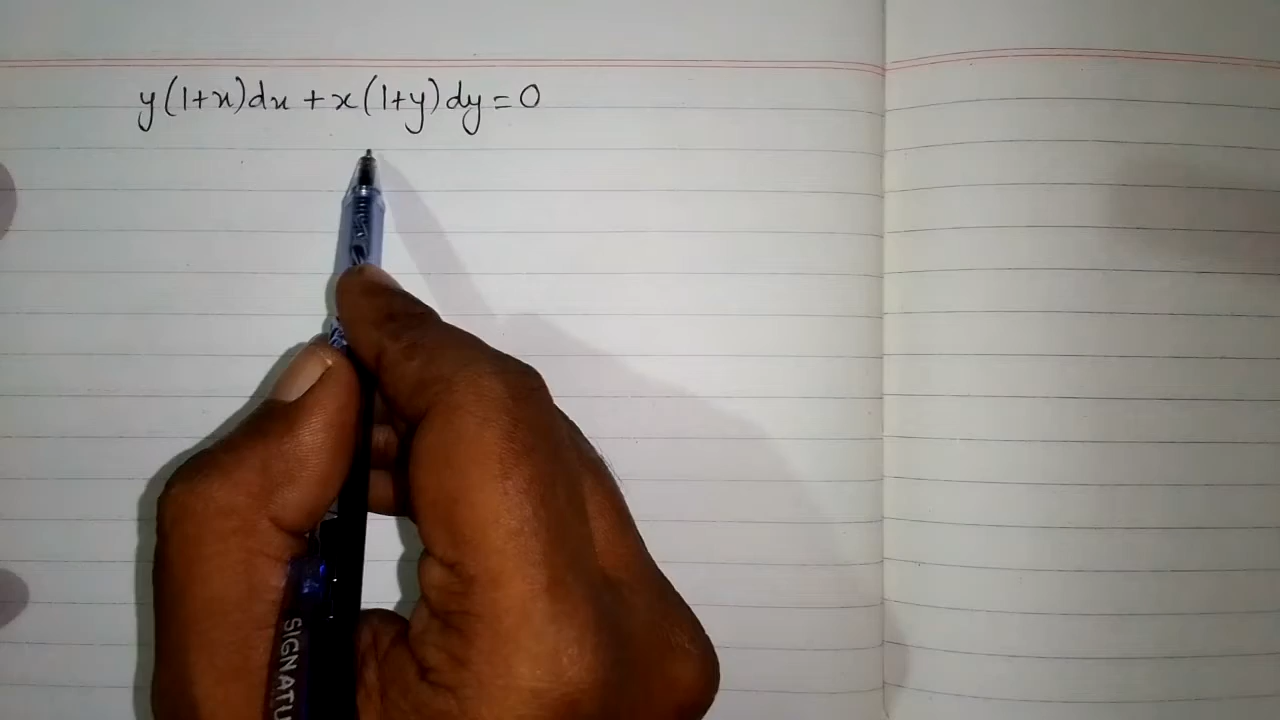 y(1+x)dx + x(1+y)dy = 0
SIGNATU